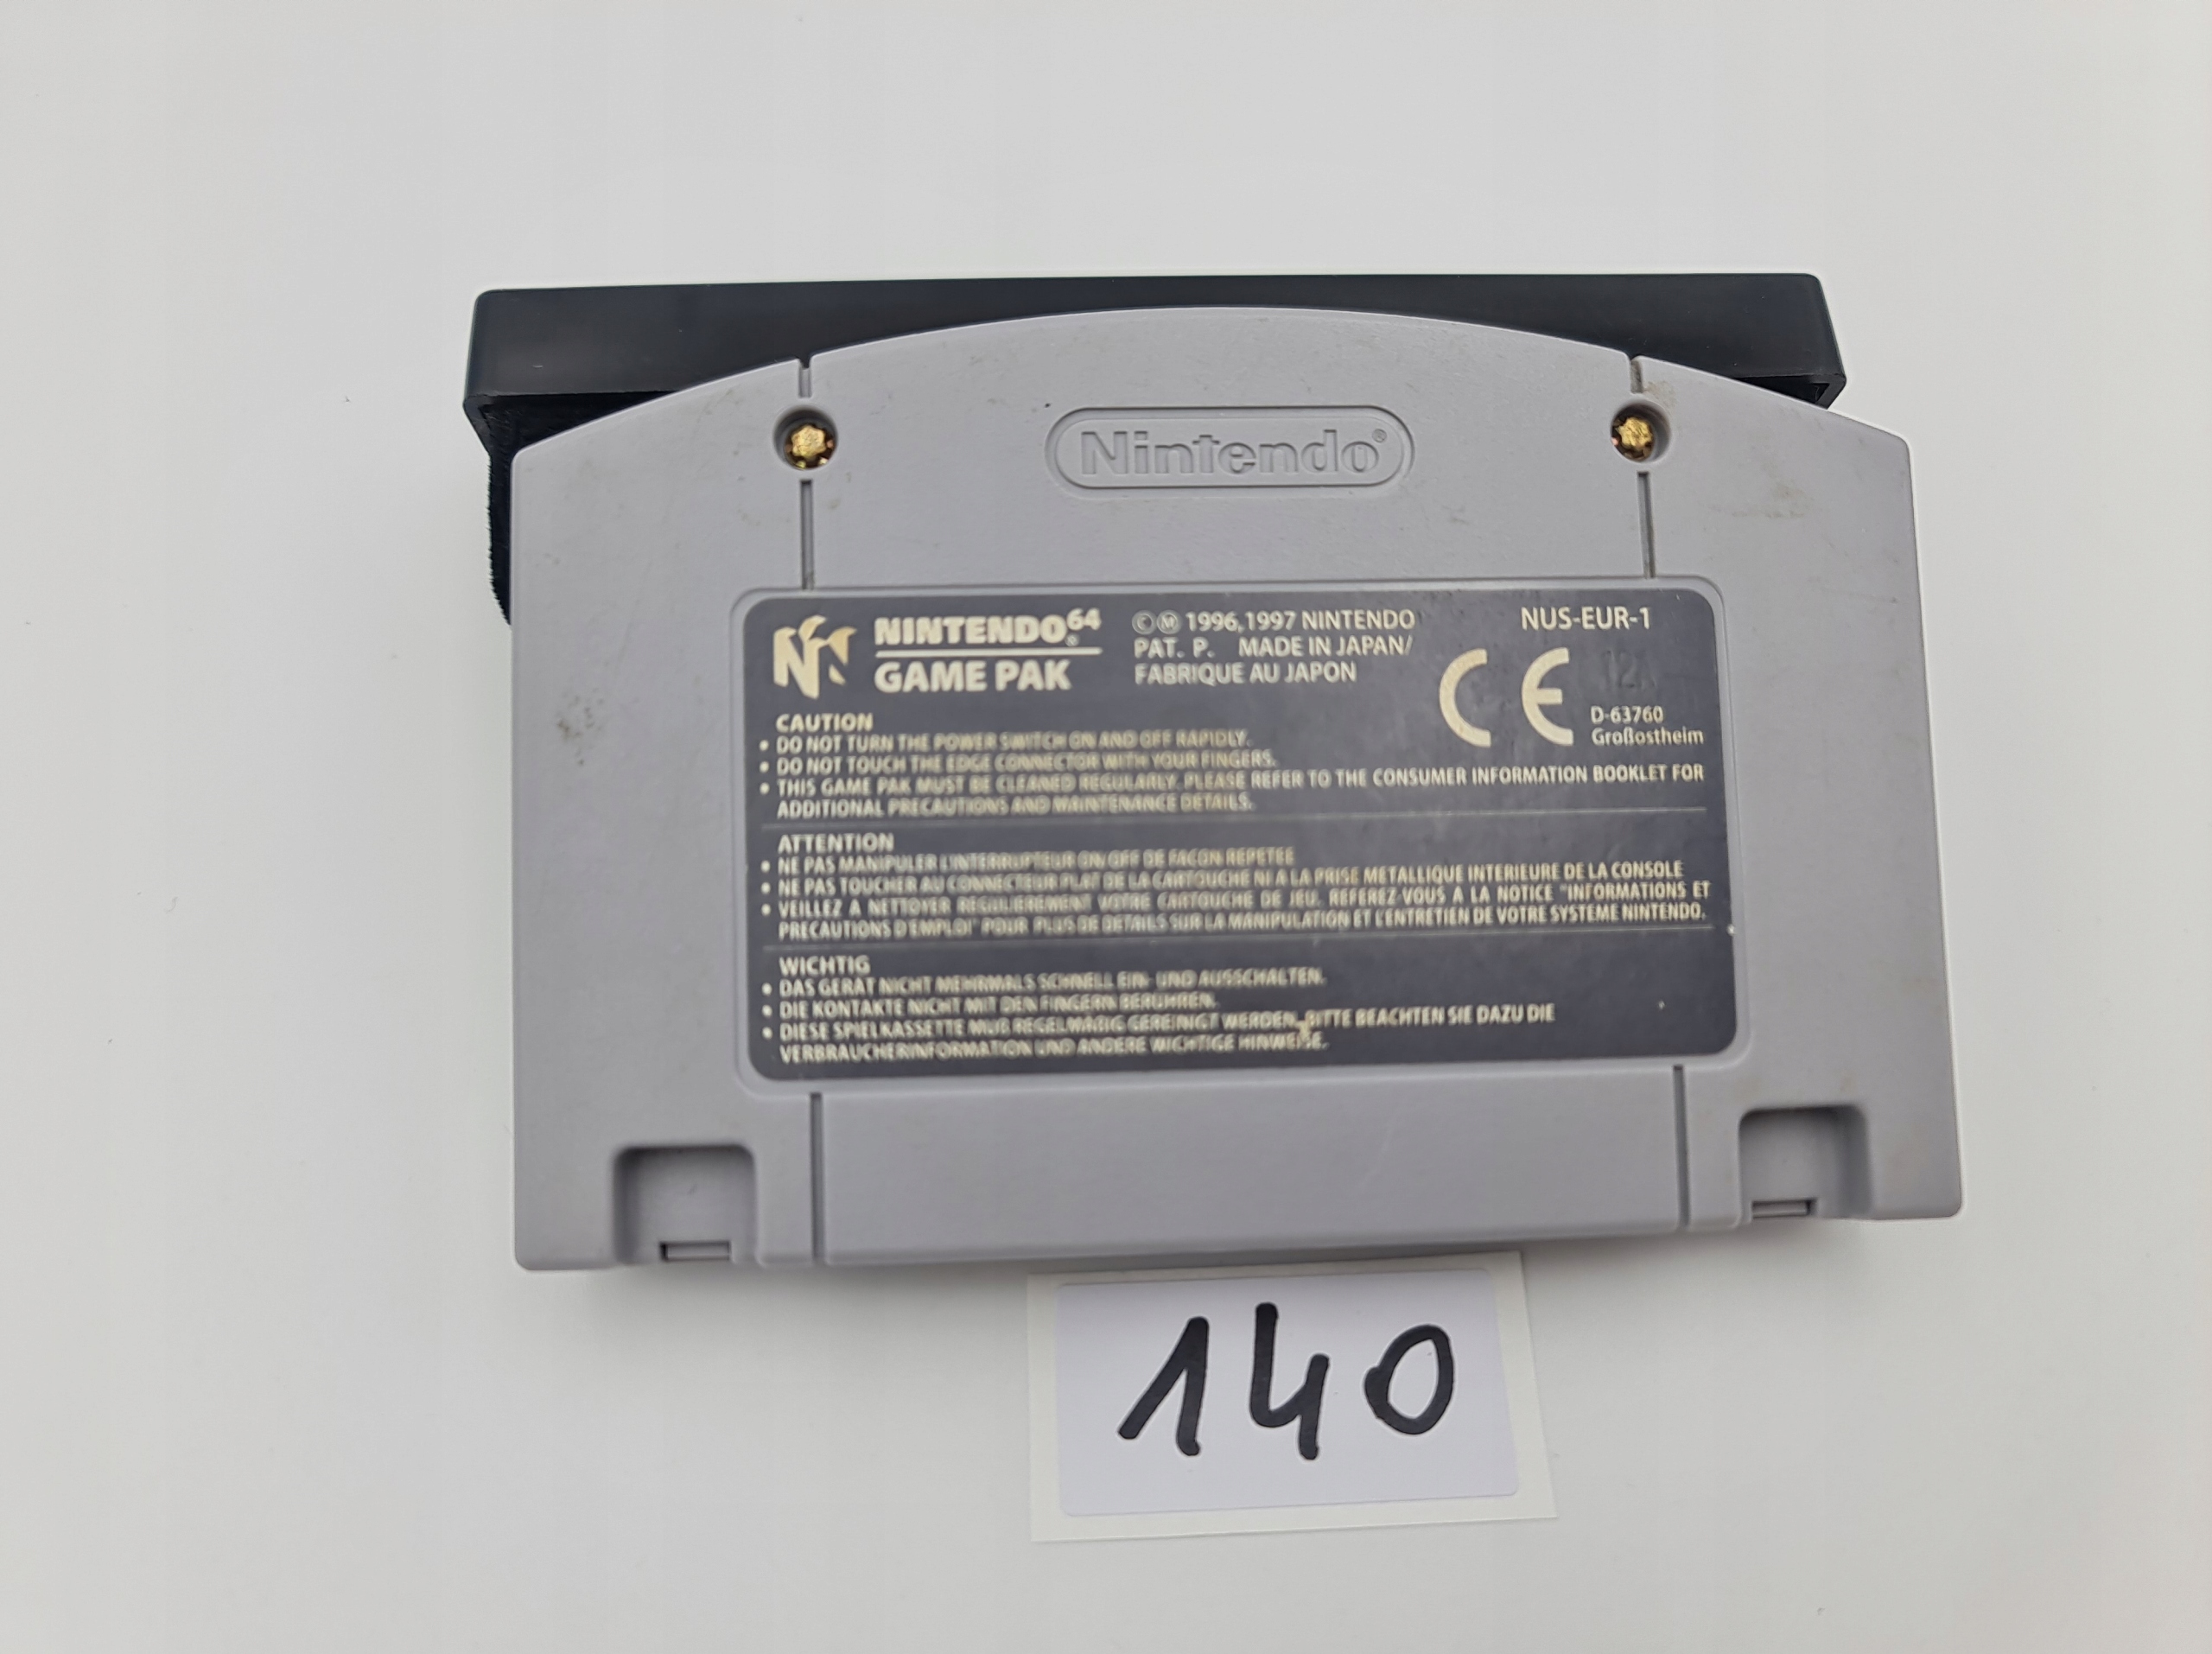 Nintendo®
NINTENDO64®
GAME PAK
©Ⓜ 1996,1997 NINTENDO
PAT. P. MADE IN JAPAN/
FABRIQUE AU JAPON
NUS-EUR-1
CE
12A
D-63760
Großostheim
CAUTION
• DO NOT TURN THE POWER SWITCH ON AND OFF RAPIDLY.
• DO NOT TOUCH THE EDGE CONNECTOR WITH YOUR FINGERS.
• THIS GAME PAK MUST BE CLEANED REGULARLY. PLEASE REFER TO THE CONSUMER INFORMATION BOOKLET FOR
ADDITIONAL PRECAUTIONS AND MAINTENANCE DETAILS.
ATTENTION
• NE PAS MANIPULER L'INTERRUPTEUR ON/OFF DE FACON REPETEE
• NE PAS TOUCHER AU CONNECTEUR PLAT DE LA CARTOUCHE NI A LA PRISE METALLIQUE INTERIEURE DE LA CONSOLE
• VEILLEZ A NETTOYER REGULIEREMENT VOTRE CARTOUCHE DE JEU. REFEREZ-VOUS A LA NOTICE "INFORMATIONS ET
PRECAUTIONS D'EMPLOI" POUR PLUS DE DETAILS SUR LA MANIPULATION ET L'ENTRETIEN DE VOTRE SYSTEME NINTENDO.
WICHTIG
• DAS GERÄT NICHT MEHRMALS SCHNELL EIN- UND AUSSCHALTEN.
• DIE KONTAKTE NICHT MIT DEN FINGERN BERÜHREN.
• DIESE SPIELKASSETTE MUß REGELMÄßIG GEREINIGT WERDEN. BITTE BEACHTEN SIE DAZU DIE
VERBRAUCHERINFORMATION UND ANDERE WICHTIGE HINWEISE.
140